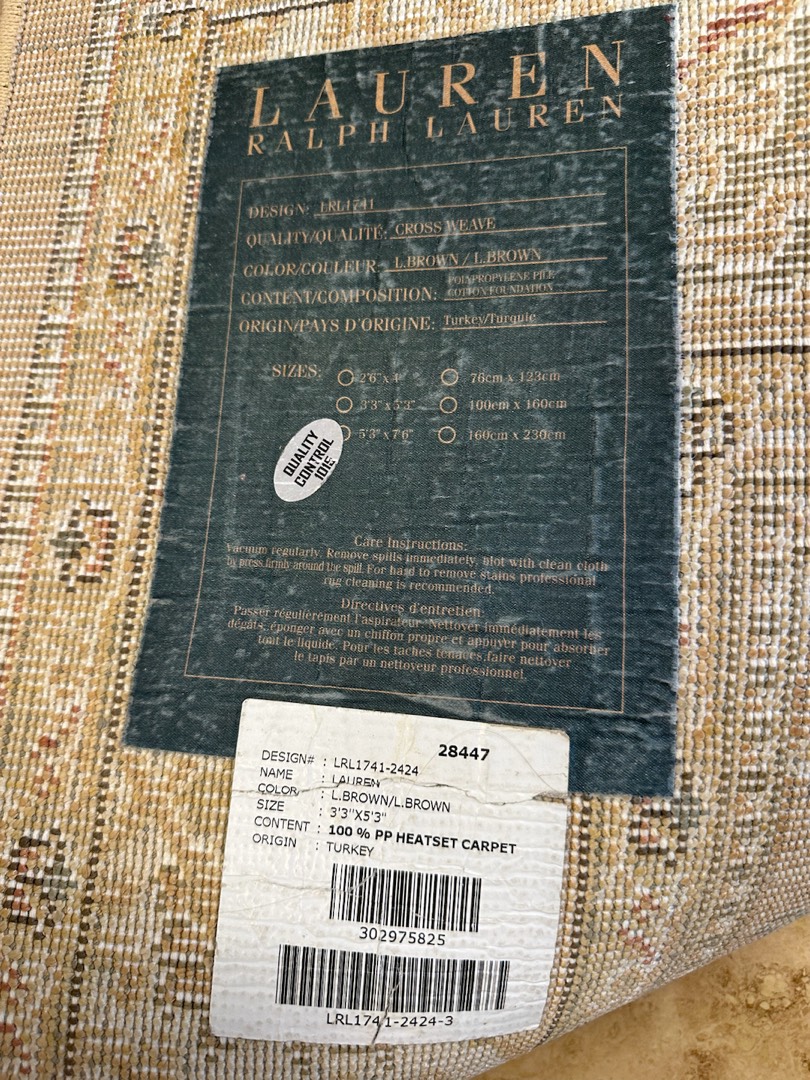 LAUREN
RALPH LAUREN
DESIGN: LRL1741
QUALITY/QUALITÉ: CROSS WEAVE
COLOR/COULEUR: L.BROWN / L.BROWN
CONTENT/COMPOSITION: POLYPROPYLENE PILE
COTTON FOUNDATION
ORIGIN/PAYS D'ORIGINE: Turkey/Turquie
SIZES:
2'6" x 4' 76cm x 123cm
3'3" x 5'3" 100cm x 160cm
5'3" x 7'6" 160cm x 230cm
QUALITY
CONTROL
101E
Care Instructions:
Vacuum regularly. Remove spills immediately, blot with clean cloth
by press firmly around the spill. For hard to remove stains professional
rug cleaning is recommended.
Directives d'entretien
Passer régulièrement l'aspirateur. Nettoyer immédiatement les
dégâts, éponger avec un chiffon propre et appuyer pour absorber
tout le liquide. Pour les taches tenaces, faire nettoyer
le tapis par un nettoyeur professionnel.
28447
DESIGN# : LRL1741-2424
NAME : LAUREN
COLOR : L.BROWN/L.BROWN
SIZE : 3'3"X5'3"
CONTENT : 100 % PP HEATSET CARPET
ORIGIN : TURKEY
302975825
LRL1741-2424-3